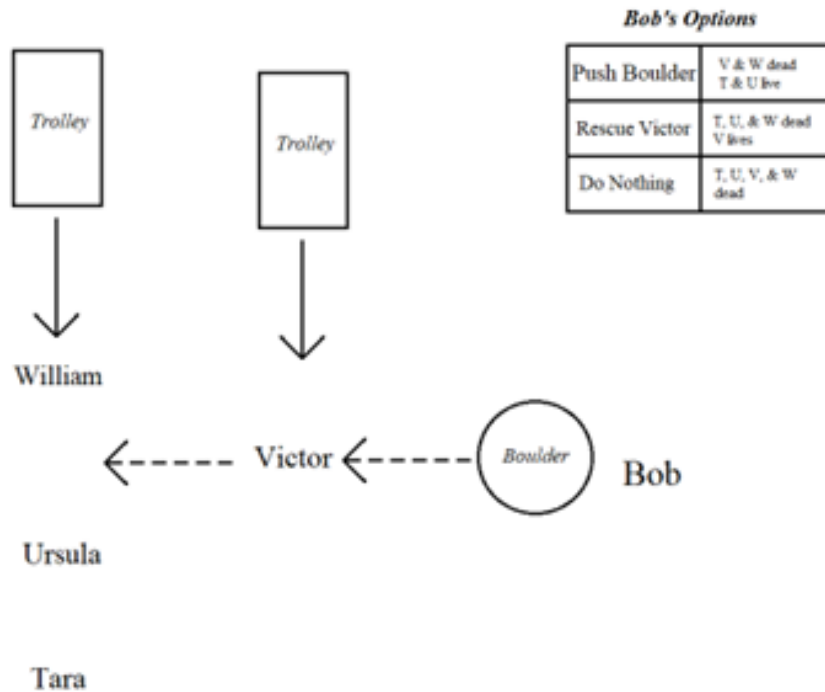 Bob's Options
Push Boulder
V & W dead
T & U live
Rescue Victor
T, U, & W dead
V lives
Do Nothing
T, U, V, & W
dead
Trolley
Trolley
William
Victor
Boulder
Bob
Ursula
Tara